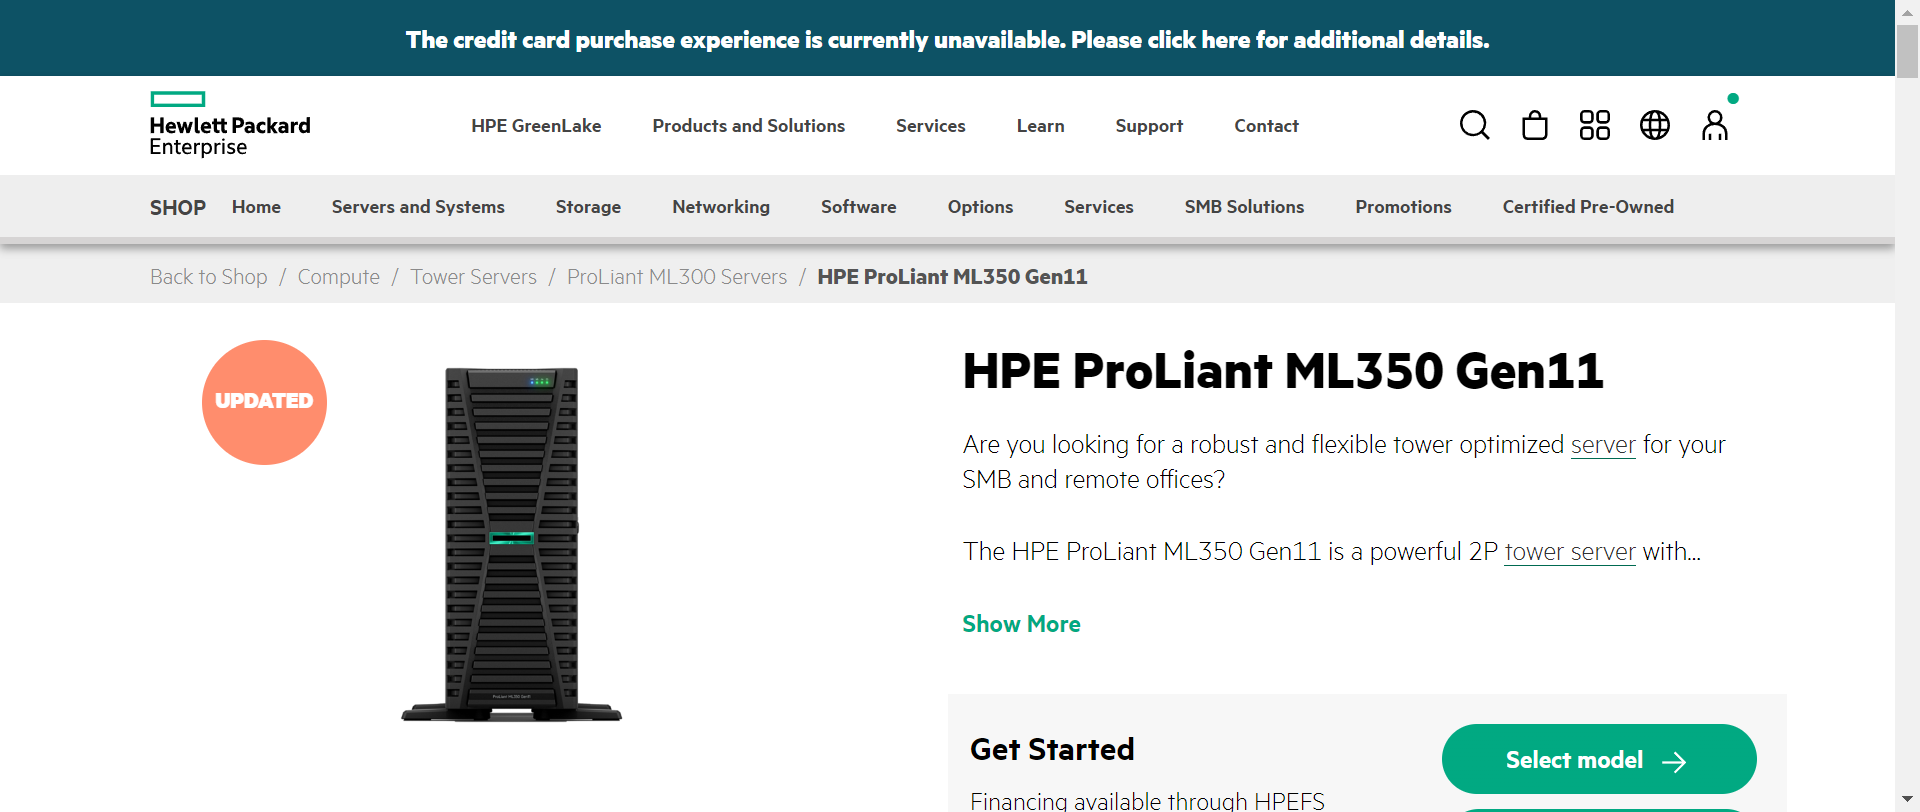 The credit card purchase experience is currently unavailable. Please click here for additional details.
Hewlett Packard
Enterprise
HPE GreenLake Products and Solutions Services Learn Support Contact
SHOP Home Servers and Systems Storage Networking Software Options Services SMB Solutions Promotions Certified Pre-Owned
Back to Shop / Compute / Tower Servers / ProLiant ML300 Servers / HPE ProLiant ML350 Gen11
UPDATED
ProLiant ML350 Gen11
HPE ProLiant ML350 Gen11
Are you looking for a robust and flexible tower optimized server for your
SMB and remote offices?
The HPE ProLiant ML350 Gen11 is a powerful 2P tower server with...
Show More
Get Started
Select model
Financing available through HPEFS